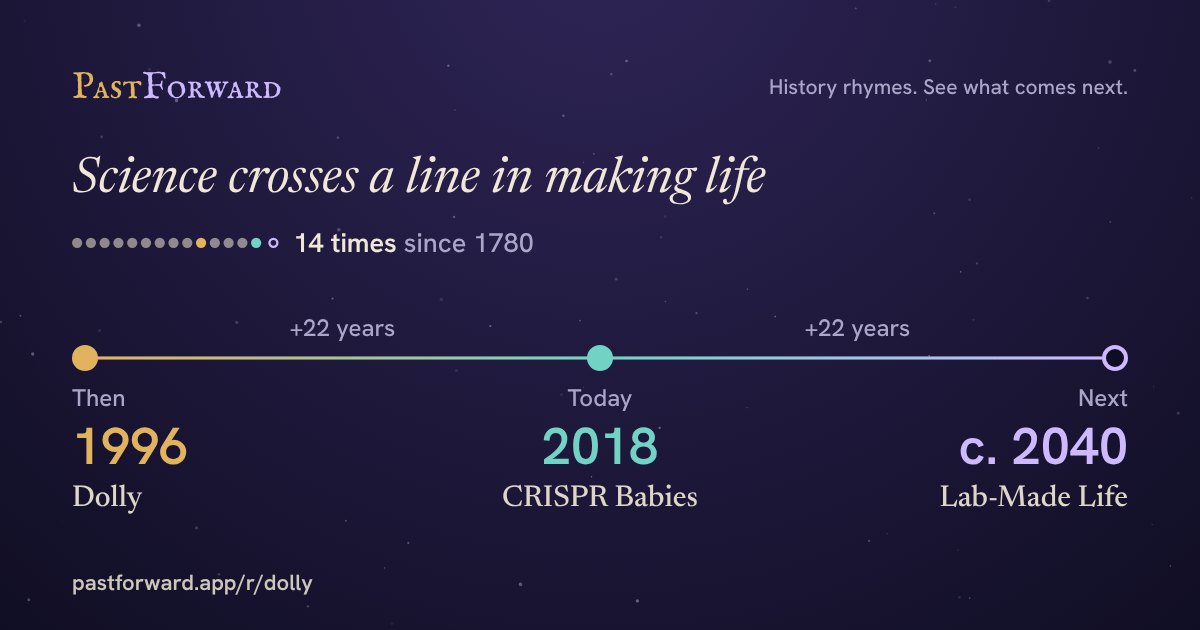 PastForward
History rhymes. See what comes next.
Science crosses a line in making life
14 times since 1780
+22 years
+22 years
Then
Today
Next
1996
2018
c. 2040
Dolly
CRISPR Babies
Lab-Made Life
pastforward.app/r/dolly